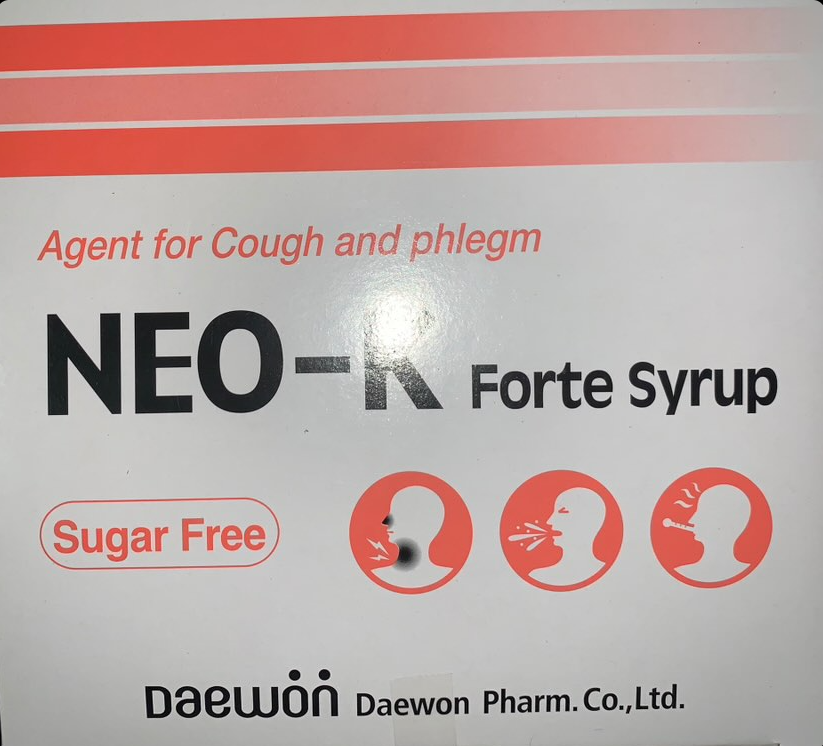 Agent for Cough and phlegm
NEO-K Forte Syrup
Sugar Free
Daewon Daewon Pharm. Co.,Ltd.